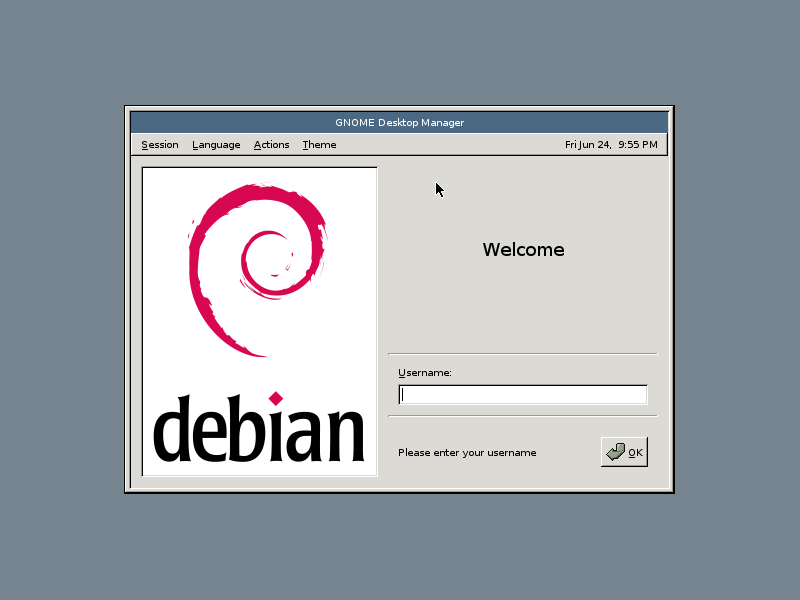 GNOME Desktop Manager
Session Language Actions Theme Fri Jun 24, 9:55 PM
debian
Welcome
Username:
Please enter your username
OK